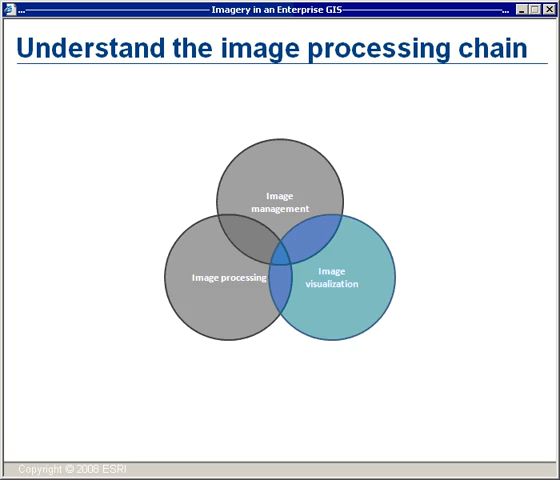 Imagery in an Enterprise GIS
Understand the image processing chain
Image
management
Image processing
Image
visualization
Copyright © 2008 ESRI